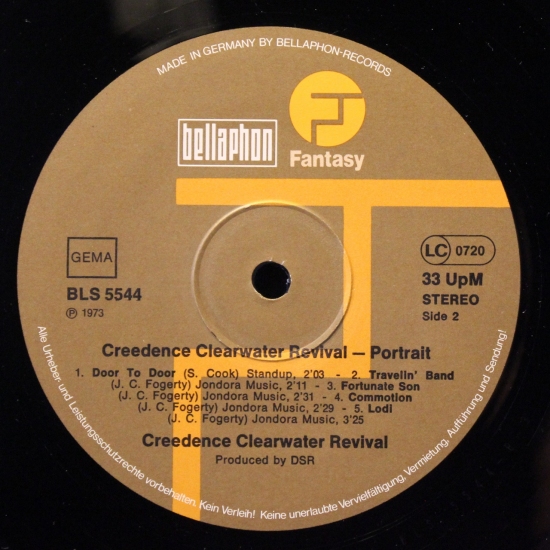 MADE IN GERMANY BY BELLAPHON-RECORDS
bellaphon
Fantasy
GEMA
LC 0720
BLS 5544
℗ 1973
33 UpM
STEREO
Side 2
Creedence Clearwater Revival – Portrait
1. Door To Door (S. Cook) Standup, 2'03 - 2. Travelin' Band
(J. C. Fogerty) Jondora Music, 2'11 - 3. Fortunate Son
(J. C. Fogerty) Jondora Music, 2'31 - 4. Commotion
(J. C. Fogerty) Jondora Music, 2'29 - 5. Lodi
(J. C. Fogerty) Jondora Music, 3'25
Creedence Clearwater Revival
Produced by DSR
Alle Urheber- und Leistungsschutzrechte vorbehalten. Kein Verleih! Keine unerlaubte Vervielfältigung, Vermietung, Aufführung und Sendung!